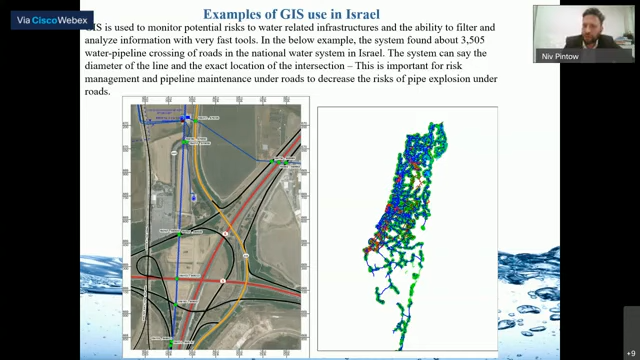 Via CiscoWebex
Examples of GIS use in Israel
GIS is used to monitor potential risks to water related infrastructures and the ability to filter and
analyze information with very fast tools. In the below example, the system found about 3,505
water-pipeline crossing of roads in the national water system in Israel. The system can say the
diameter of the line and the exact location of the intersection – This is important for risk
management and pipeline maintenance under roads to decrease the risks of pipe explosion under
roads.
Niv Pintow
+9